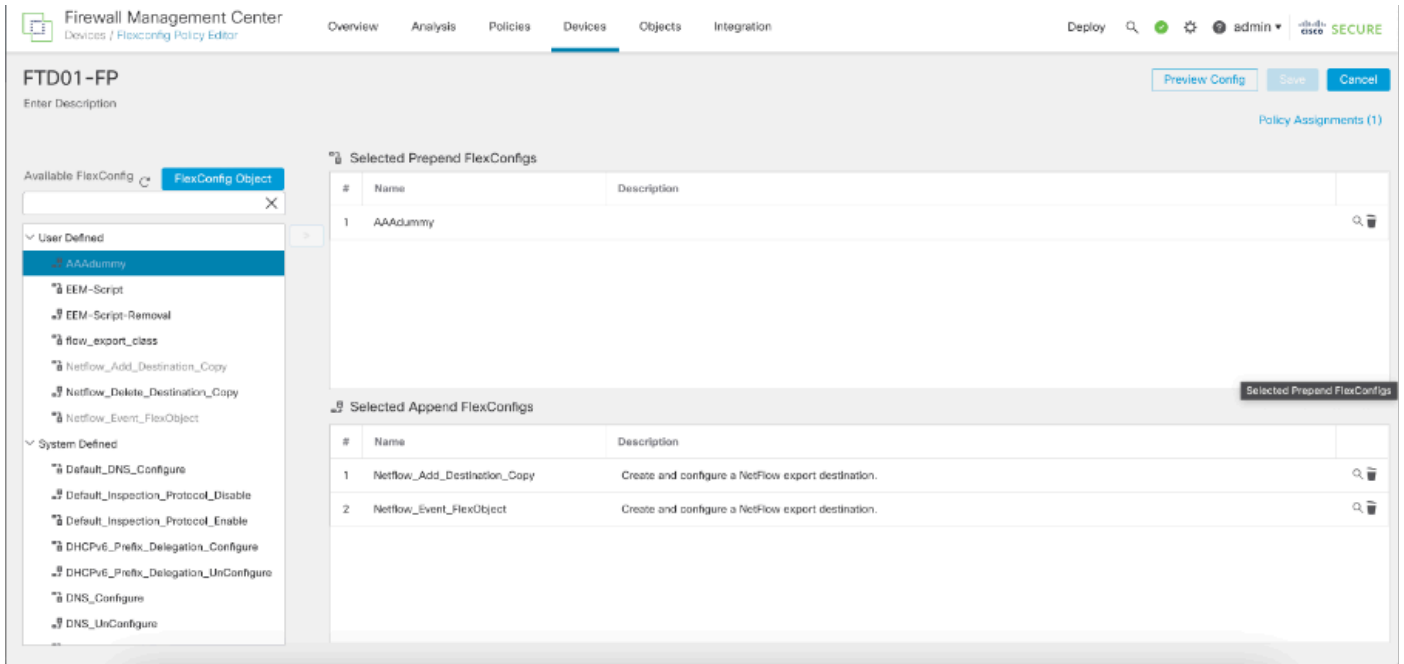 Firewall Management Center
Devices / Flexconfig Policy Editor
Overview Analysis Policies Devices Objects Integration Deploy admin cisco SECURE
FTD01-FP
Enter Description
Preview Config Save Cancel
Policy Assignments (1)
Available FlexConfig FlexConfig Object
User Defined
AAAdummy
EEM-Script
EEM-Script-Removal
flow_export_class
Netflow_Add_Destination_Copy
Netflow_Delete_Destination_Copy
Netflow_Event_FlexObject
System Defined
Default_DNS_Configure
Default_Inspection_Protocol_Disable
Default_Inspection_Protocol_Enable
DHCPv6_Prefix_Delegation_Configure
DHCPv6_Prefix_Delegation_UnConfigure
DNS_Configure
DNS_UnConfigure
Selected Prepend FlexConfigs
# Name Description
1 AAAdummy
Selected Prepend FlexConfigs
Selected Append FlexConfigs
# Name Description
1 Netflow_Add_Destination_Copy Create and configure a NetFlow export destination.
2 Netflow_Event_FlexObject Create and configure a NetFlow export destination.